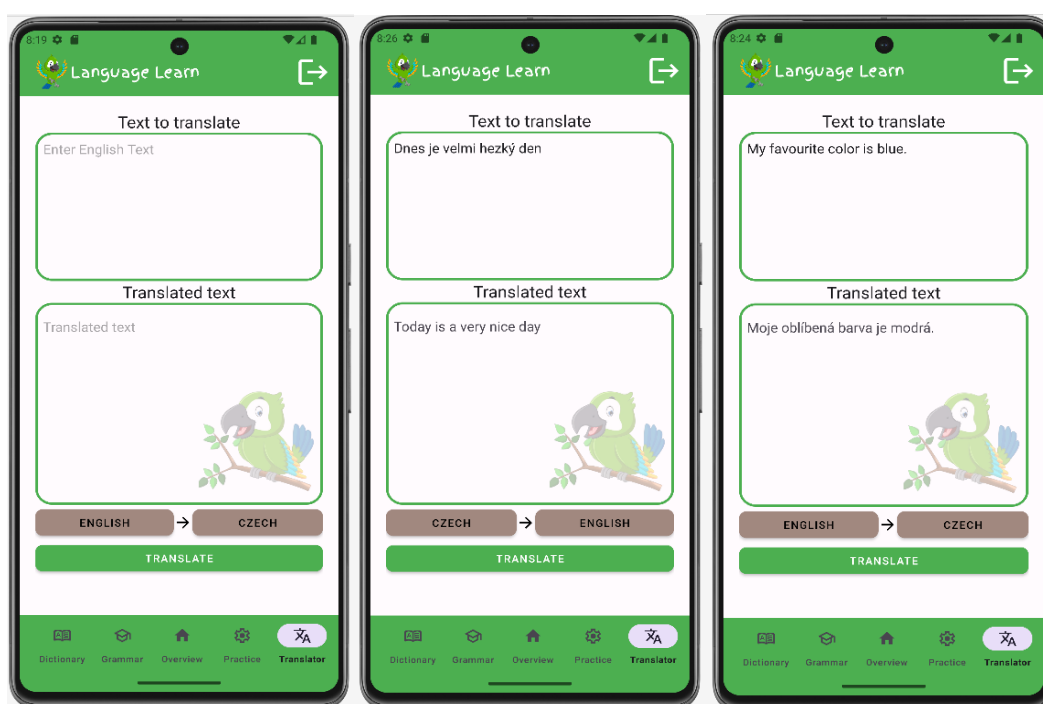 8:19
Language Learn
Text to translate
Enter English Text
Translated text
Translated text
ENGLISH → CZECH
TRANSLATE
Dictionary Grammar Overview Practice Translator
8:26
Language Learn
Text to translate
Dnes je velmi hezký den
Translated text
Today is a very nice day
CZECH → ENGLISH
TRANSLATE
Dictionary Grammar Overview Practice Translator
8:24
Language Learn
Text to translate
My favourite color is blue.
Translated text
Moje oblíbená barva je modrá.
ENGLISH → CZECH
TRANSLATE
Dictionary Grammar Overview Practice Translator